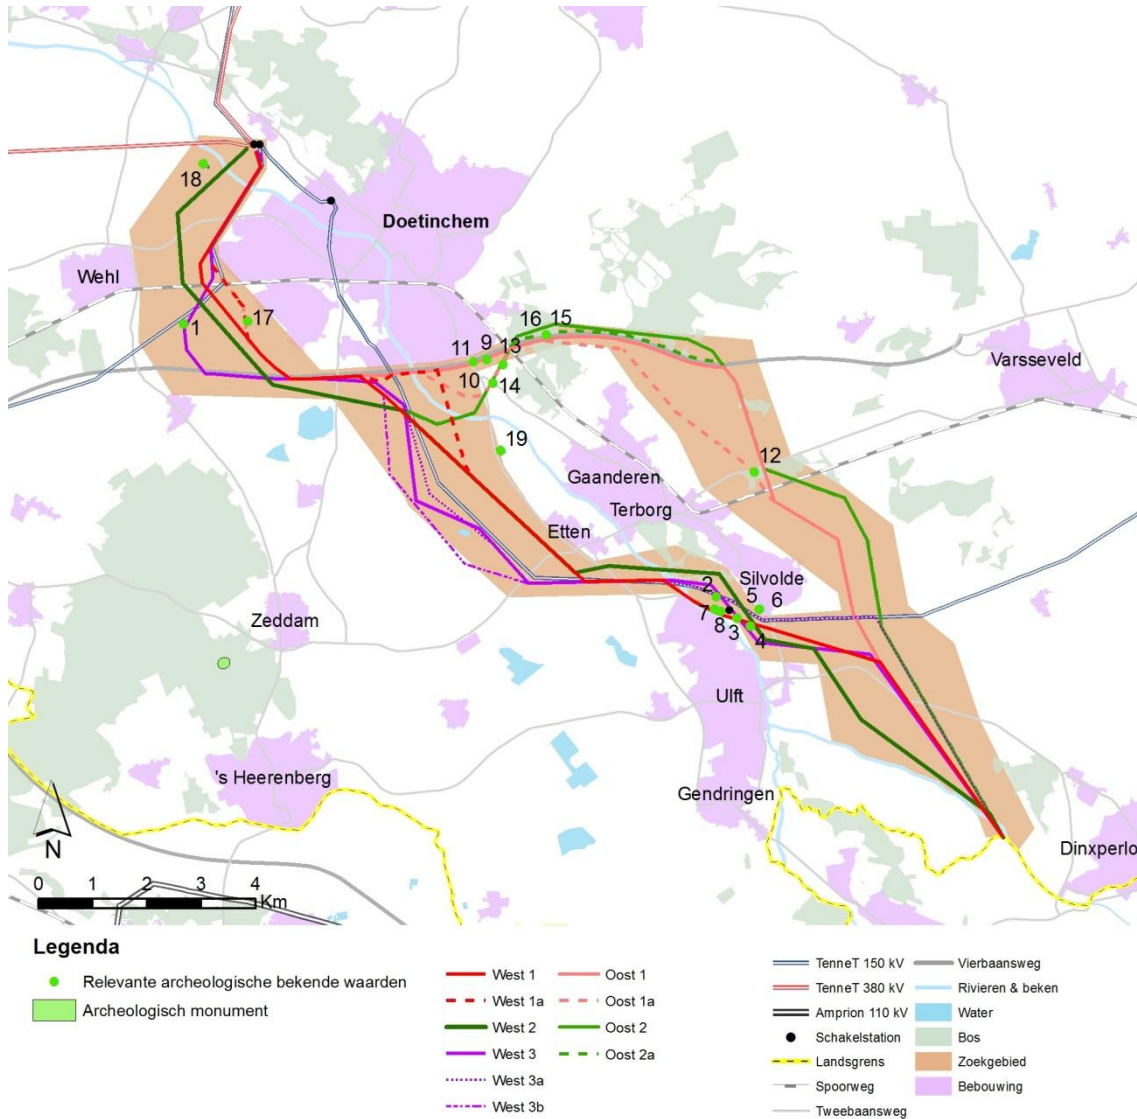 18
Doetinchem
Wehl
1
17
16 15
11 9 13
10 14
Varsseveld
19
12
Gaanderen
Terborg
Etten
Silvolde
2
5 6
7
8 3 4
Zeddam
Ulft
's Heerenberg
Gendringen
Dinxperlo
N
0 1 2 3 4
Km
Legenda
Relevante archeologische bekende waarden
Archeologisch monument
West 1
West 1a
West 2
West 3
West 3a
West 3b
Oost 1
Oost 1a
Oost 2
Oost 2a
TenneT 150 kV
TenneT 380 kV
Amprion 110 kV
Schakelstation
Landsgrens
Spoorweg
Tweebaansweg
Vierbaansweg
Rivieren & beken
Water
Bos
Zoekgebied
Bebouwing